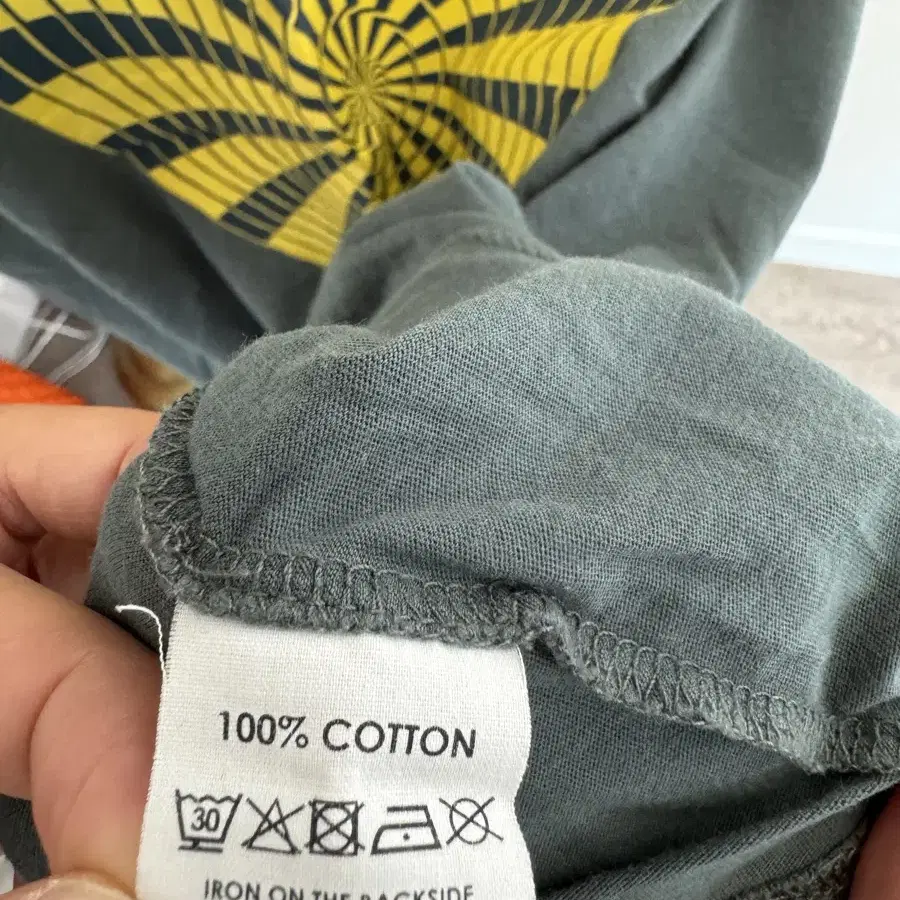 100% COTTON
30
IRON ON THE BACKSIDE